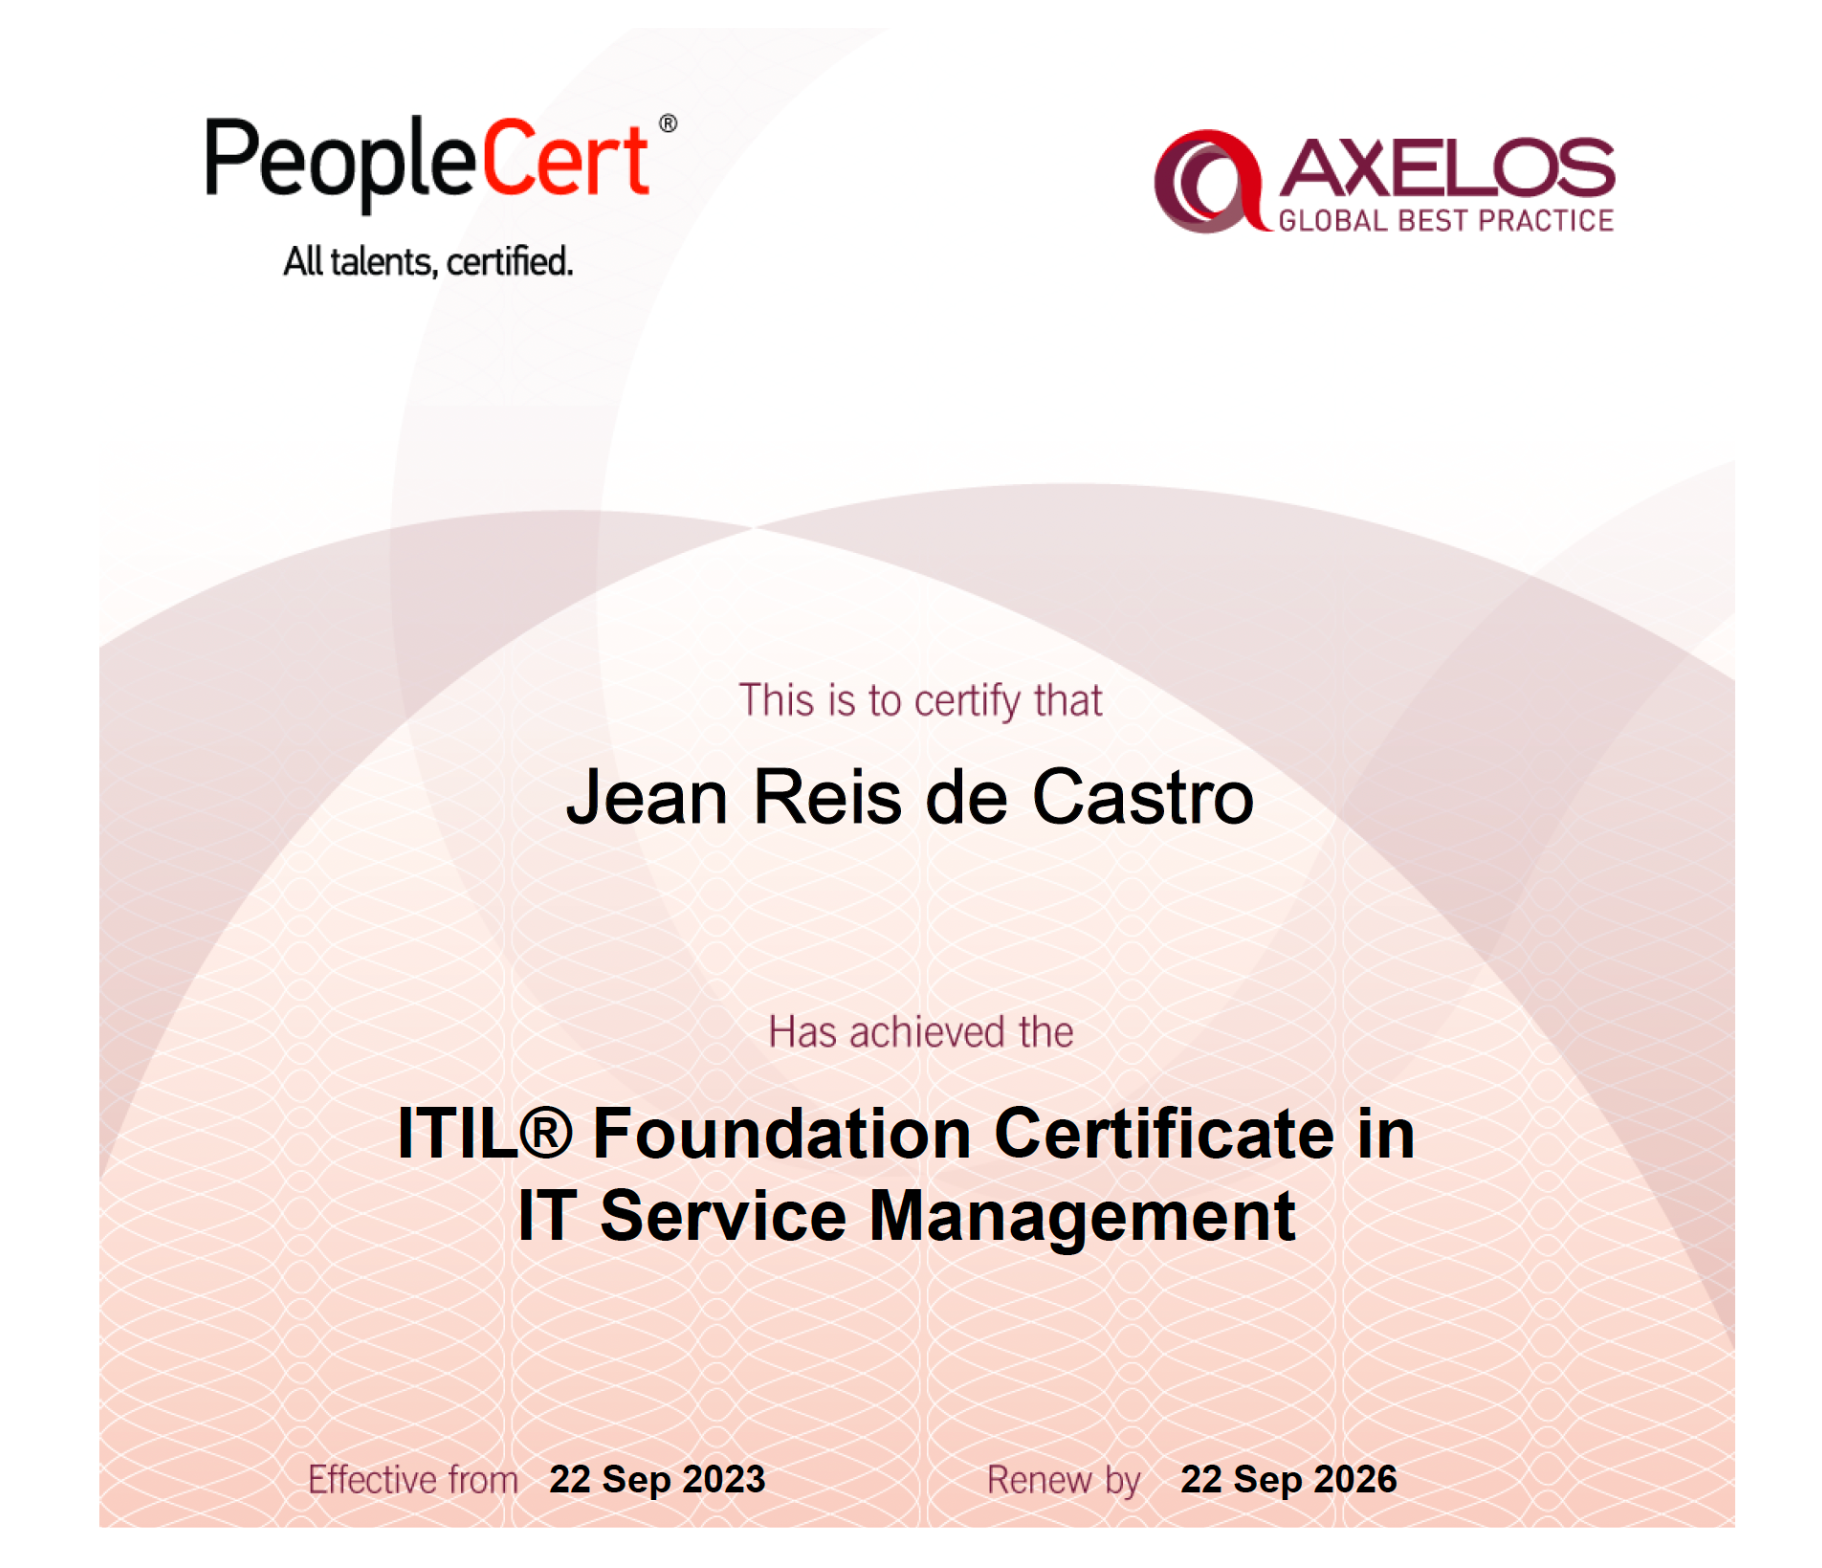 PeopleCert®
All talents, certified.
AXELOS
GLOBAL BEST PRACTICE
This is to certify that
Jean Reis de Castro
Has achieved the
ITIL® Foundation Certificate in
IT Service Management
Effective from 22 Sep 2023
Renew by 22 Sep 2026